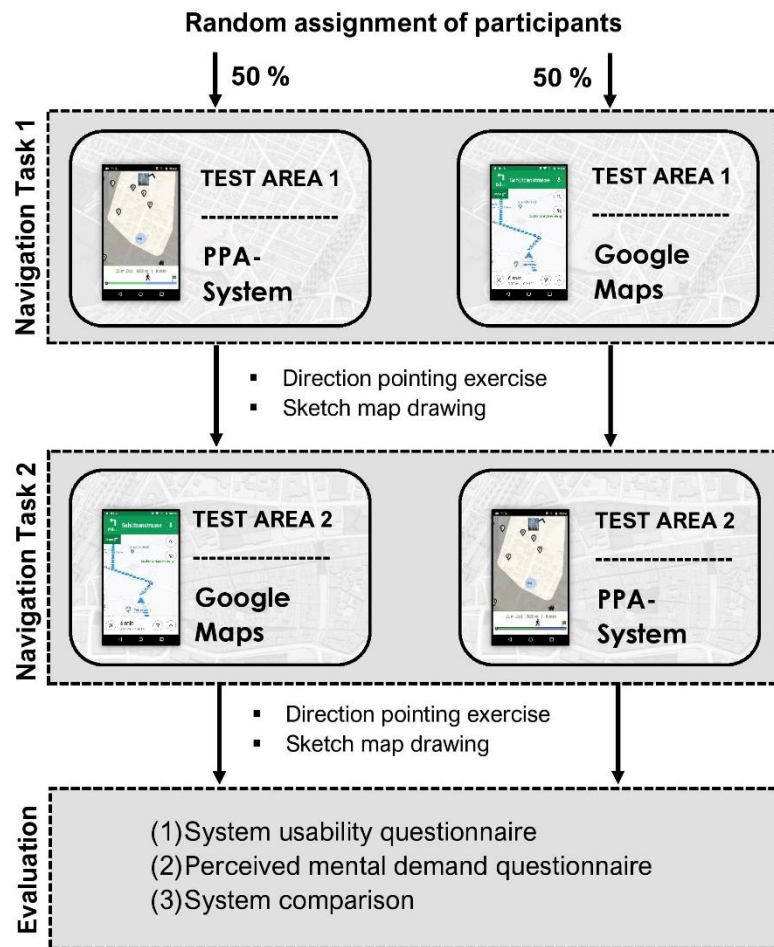 Random assignment of participants
50 %
50 %
Navigation Task 1
TEST AREA 1
PPA-
System
TEST AREA 1
Google
Maps
▪ Direction pointing exercise
▪ Sketch map drawing
Navigation Task 2
TEST AREA 2
Google
Maps
TEST AREA 2
PPA-
System
▪ Direction pointing exercise
▪ Sketch map drawing
Evaluation
(1)System usability questionnaire
(2)Perceived mental demand questionnaire
(3)System comparison